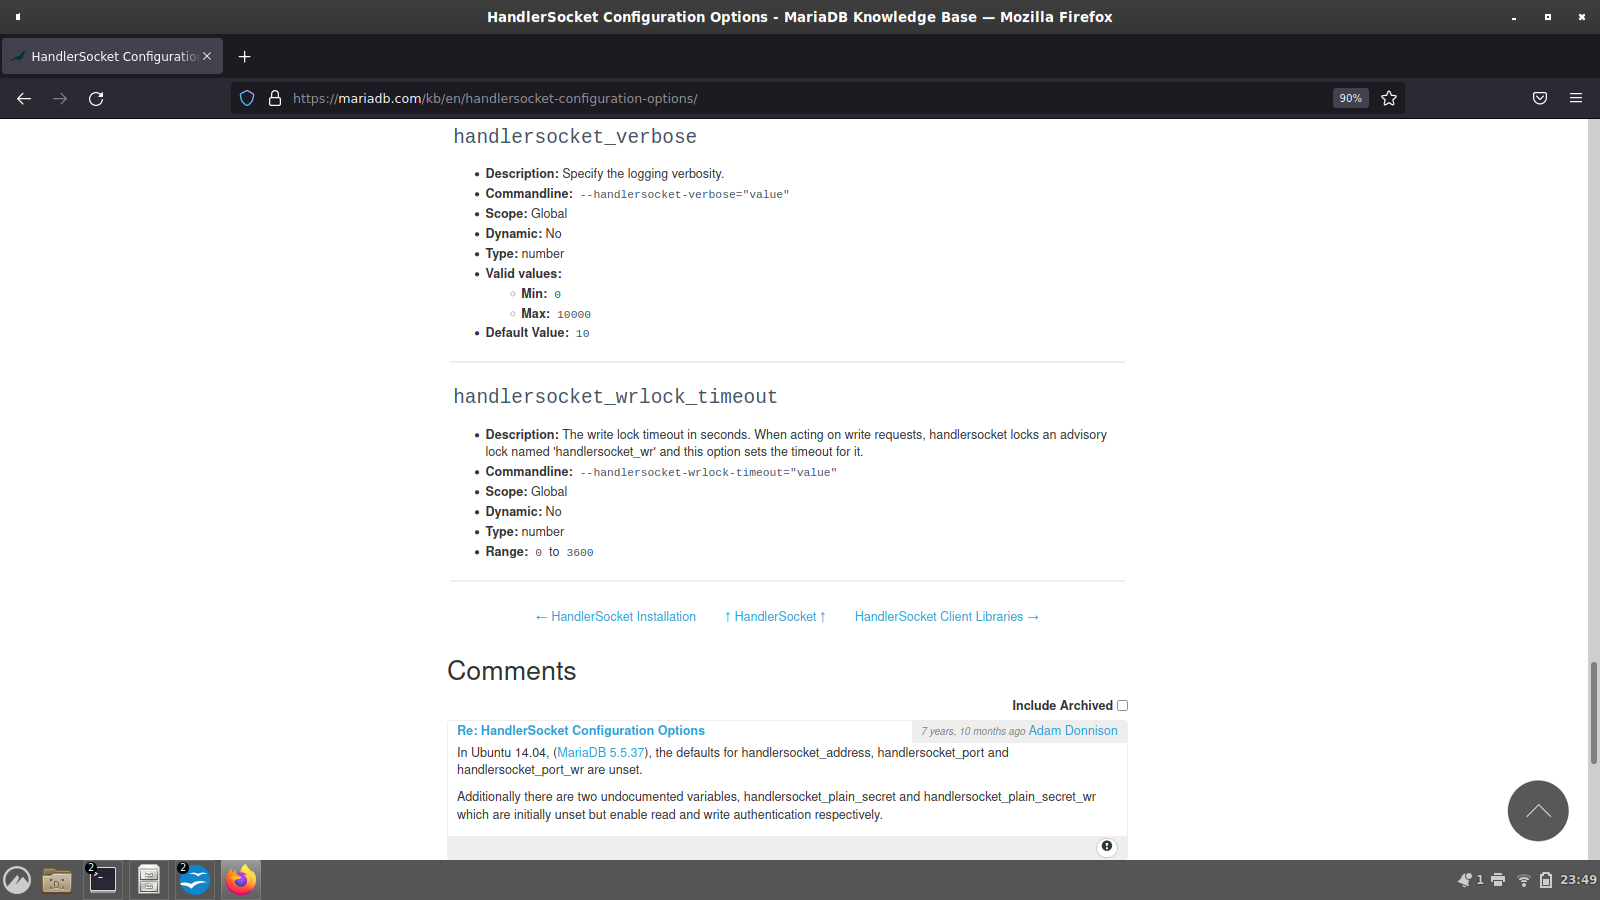 HandlerSocket Configuration Options - MariaDB Knowledge Base — Mozilla Firefox
HandlerSocket Configuratio
https://mariadb.com/kb/en/handlersocket-configuration-options/
90%
handlersocket_verbose
Description: Specify the logging verbosity.
Commandline: --handlersocket-verbose="value"
Scope: Global
Dynamic: No
Type: number
Valid values:
Min: 0
Max: 10000
Default Value: 10
handlersocket_wrlock_timeout
Description: The write lock timeout in seconds. When acting on write requests, handlersocket locks an advisory
lock named 'handlersocket_wr' and this option sets the timeout for it.
Commandline: --handlersocket-wrlock-timeout="value"
Scope: Global
Dynamic: No
Type: number
Range: 0 to 3600
← HandlerSocket Installation ↑ HandlerSocket ↑ HandlerSocket Client Libraries →
Comments
Include Archived
Re: HandlerSocket Configuration Options 7 years, 10 months ago Adam Donnison
In Ubuntu 14.04, (MariaDB 5.5.37), the defaults for handlersocket_address, handlersocket_port and
handlersocket_port_wr are unset.
Additionally there are two undocumented variables, handlersocket_plain_secret and handlersocket_plain_secret_wr
which are initially unset but enable read and write authentication respectively.
2 2 1 23:49